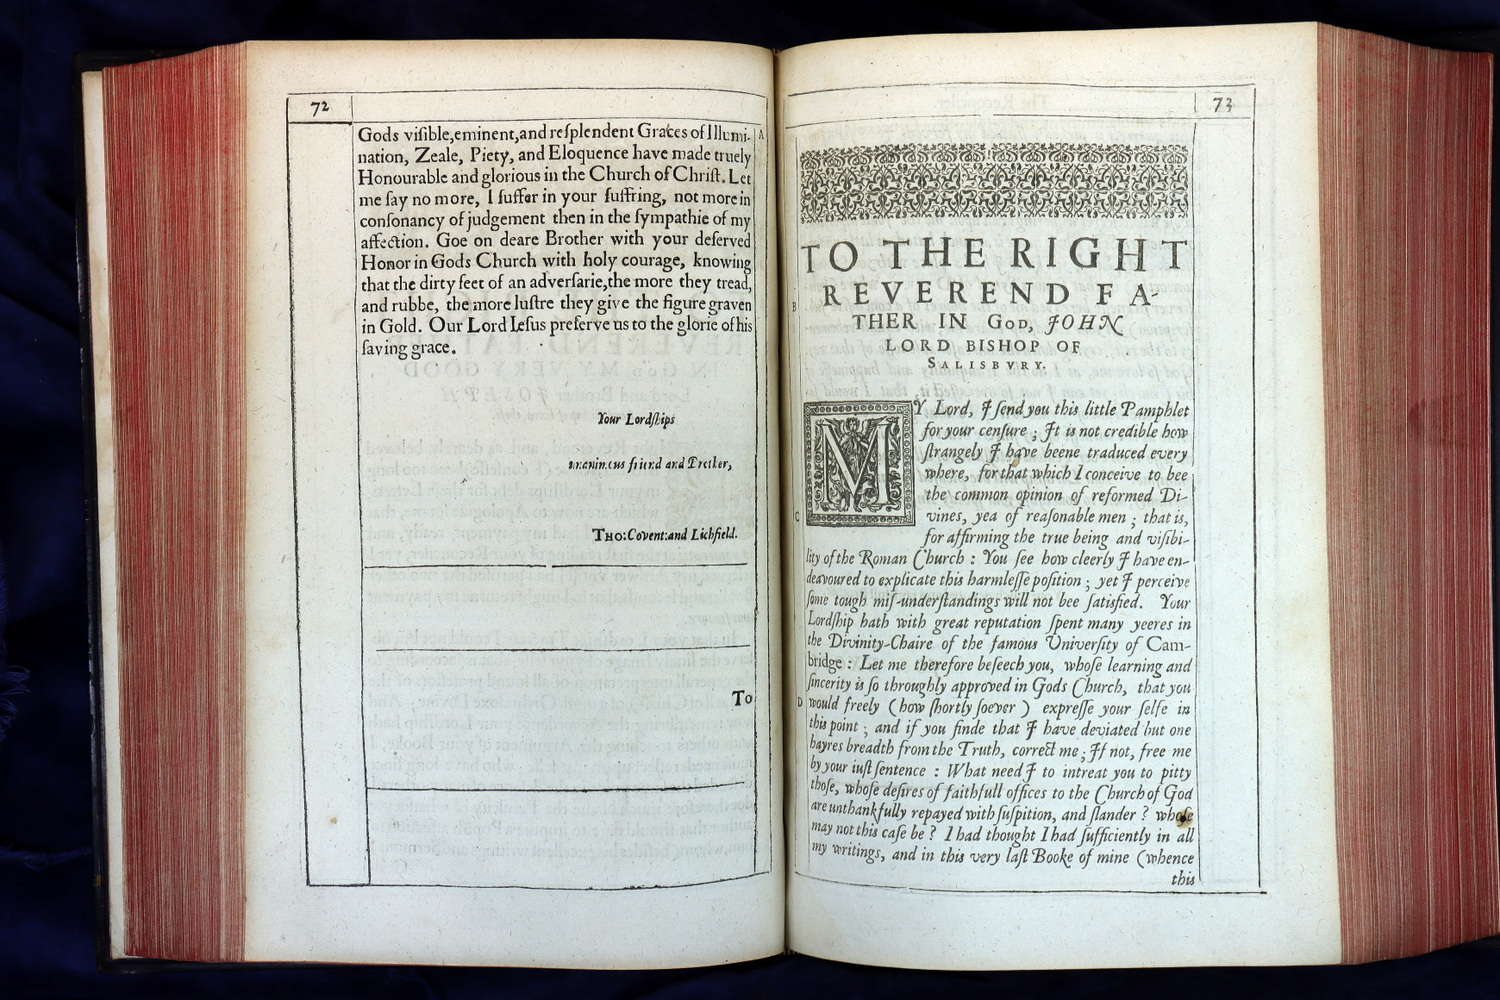 72
Gods visible,eminent,and resplendent Graces of Illumi-
nation, Zeale, Piety, and Eloquence have made truely
Honourable and glorious in the Church of Christ. Let
me say no more, I suffer in your suffring, not more in
consonancy of judgement then in the sympathie of my
affection. Goe on deare Brother with your deserved
Honor in Gods Church with holy courage, knowing
that the dirty feet of an adversarie,the more they tread,
and rubbe, the more lustre they give the figure graven
in Gold. Our Lord Iesus preserve us to the glorie of his
saving grace.
A
Your Lordships
unanimous friend and Brother,
THO: Covent: and Lichfield.
To
73
TO THE RIGHT
REVEREND FA-
THER IN GOD, JOHN
LORD BISHOP OF
SALISBVRY.
B
MY Lord, I send you this little Pamphlet
for your censure ; It is not credible how
strangely I have beene traduced every
where, for that which I conceive to bee
the common opinion of reformed Di-
vines, yea of reasonable men ; that is,
C
for affirming the true being and visibi-
lity of the Roman Church : You see how cleerly I have en-
deavoured to explicate this harmlesse position ; yet I perceive
some tough mis-understandings will not bee satisfied. Your
Lordship hath with great reputation spent many yeeres in
the Divinity-Chaire of the famous Vniversity of Cam-
bridge : Let me therefore beseech you, whose learning and
sincerity is so throughly approved in Gods Church, that you
D
would freely (how shortly soever ) expresse your selfe in
this point ; and if you finde that I have deviated but one
hayres breadth from the Truth, correct me ; If not, free me
by your iust sentence : What need I to intreat you to pitty
those, whose desires of faithfull offices to the Church of God
are unthankfully repayed with suspition, and slander ? whose
may not this case be ? I had thought I had sufficiently in all
my writings, and in this very last Booke of mine (whence
this